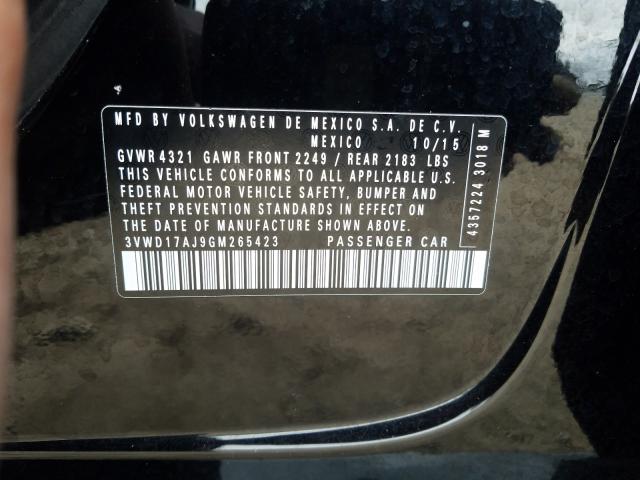 MFD BY VOLKSWAGEN DE MEXICO S.A. DE C.V.
MEXICO 10/15
GVWR 4321 GAWR FRONT 2249 / REAR 2183 LBS
THIS VEHICLE CONFORMS TO ALL APPLICABLE U.S.
FEDERAL MOTOR VEHICLE SAFETY, BUMPER AND
THEFT PREVENTION STANDARDS IN EFFECT ON
THE DATE OF MANUFACTURE SHOWN ABOVE.
3VWD17AJ9GM265423 PASSENGER CAR
4357224 3018 M